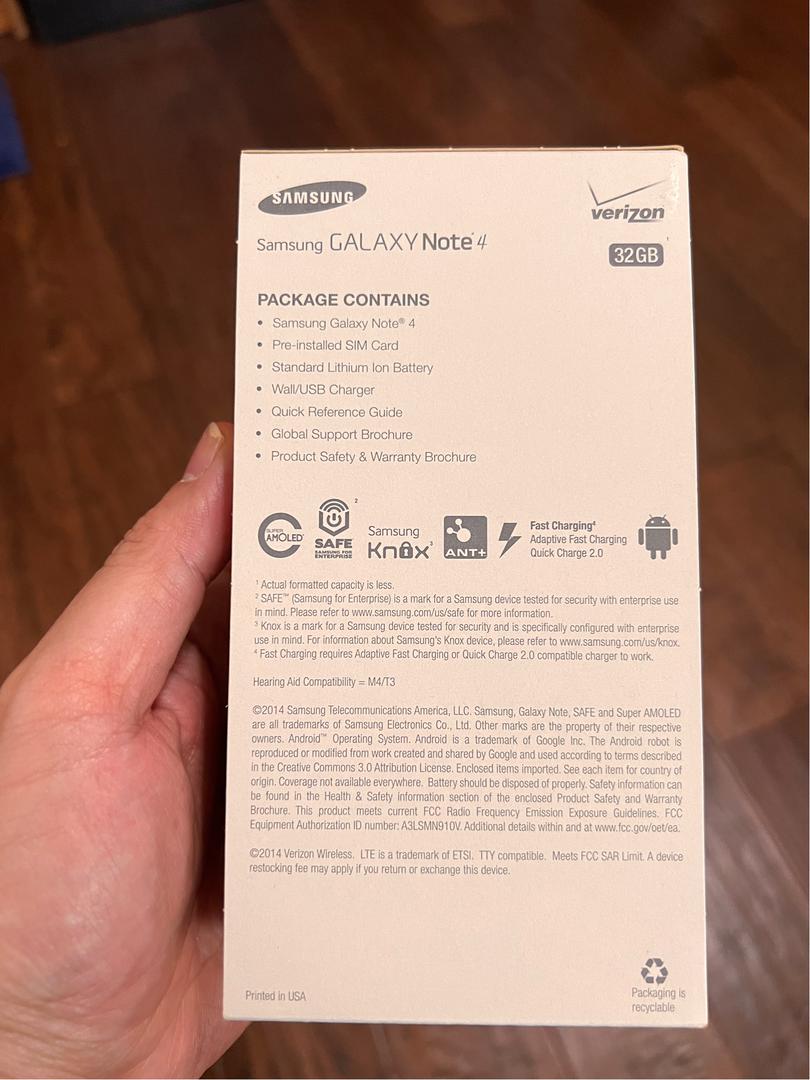 SAMSUNG
verizon
Samsung GALAXY Note 4
32GB 1
PACKAGE CONTAINS
• Samsung Galaxy Note® 4
• Pre-installed SIM Card
• Standard Lithium Ion Battery
• Wall/USB Charger
• Quick Reference Guide
• Global Support Brochure
• Product Safety & Warranty Brochure
SUPER AMOLED
2
SAFE
SAMSUNG FOR
ENTERPRISE
Samsung
Knox 3
ANT+
Fast Charging4
Adaptive Fast Charging
Quick Charge 2.0
1 Actual formatted capacity is less.
2 SAFE™ (Samsung for Enterprise) is a mark for a Samsung device tested for security with enterprise use
in mind. Please refer to www.samsung.com/us/safe for more information.
3 Knox is a mark for a Samsung device tested for security and is specifically configured with enterprise
use in mind. For information about Samsung's Knox device, please refer to www.samsung.com/us/knox.
4 Fast Charging requires Adaptive Fast Charging or Quick Charge 2.0 compatible charger to work.
Hearing Aid Compatibility = M4/T3
©2014 Samsung Telecommunications America, LLC. Samsung, Galaxy Note, SAFE and Super AMOLED
are all trademarks of Samsung Electronics Co., Ltd. Other marks are the property of their respective
owners. Android™ Operating System. Android is a trademark of Google Inc. The Android robot is
reproduced or modified from work created and shared by Google and used according to terms described
in the Creative Commons 3.0 Attribution License. Enclosed items imported. See each item for country of
origin. Coverage not available everywhere. Battery should be disposed of properly. Safety information can
be found in the Health & Safety information section of the enclosed Product Safety and Warranty
Brochure. This product meets current FCC Radio Frequency Emission Exposure Guidelines. FCC
Equipment Authorization ID number: A3LSMN910V. Additional details within and at www.fcc.gov/oet/ea.
©2014 Verizon Wireless. LTE is a trademark of ETSI. TTY compatible. Meets FCC SAR Limit. A device
restocking fee may apply if you return or exchange this device.
Printed in USA
Packaging is
recyclable